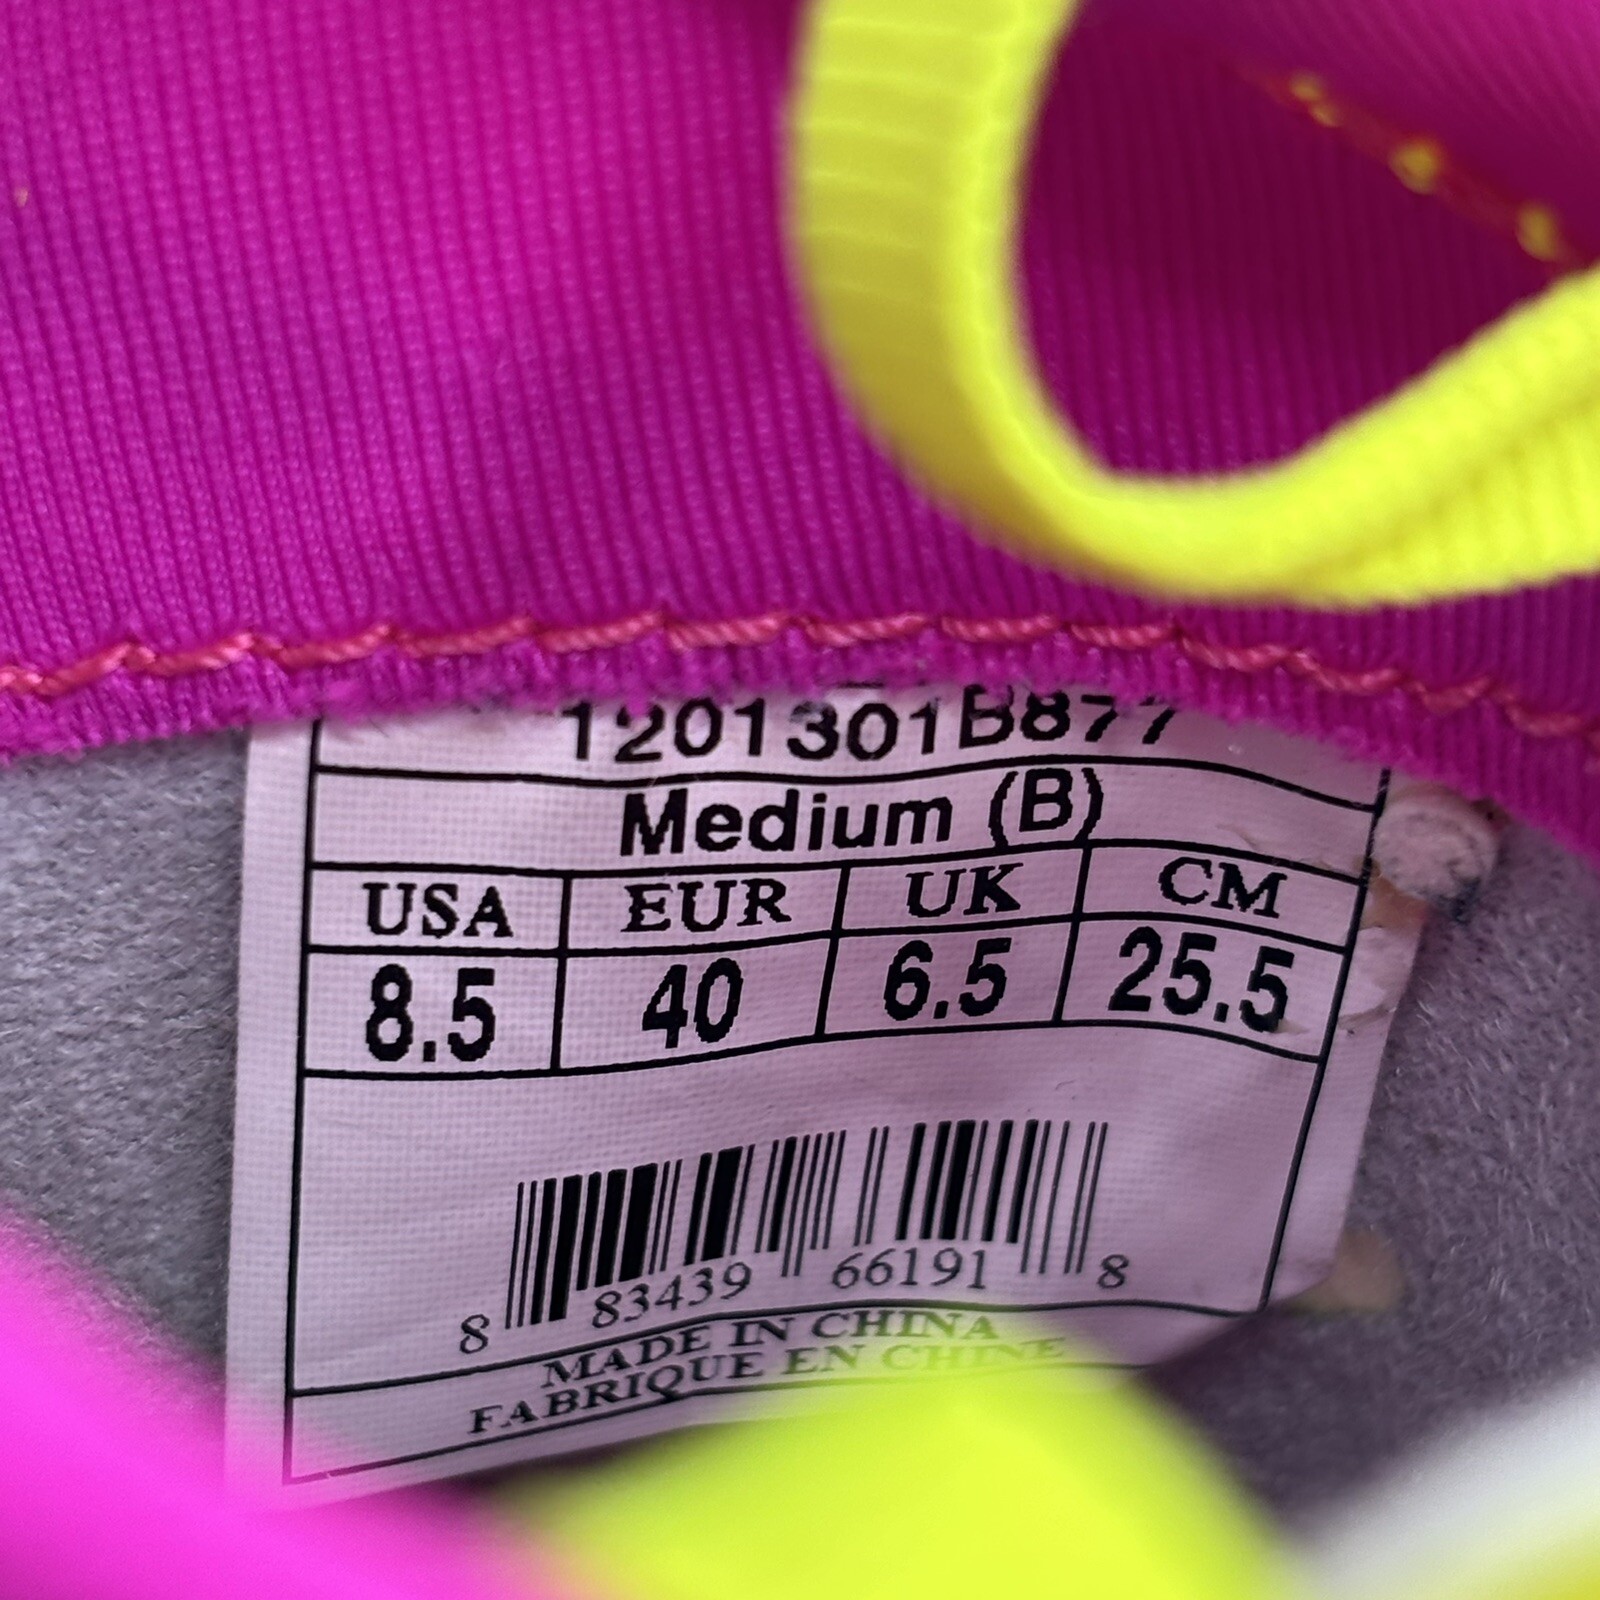 1201301B877
Medium (B)
USA EUR UK CM
8.5 40 6.5 25.5
8 83439 66191 8
MADE IN CHINA
FABRIQUE EN CHINE